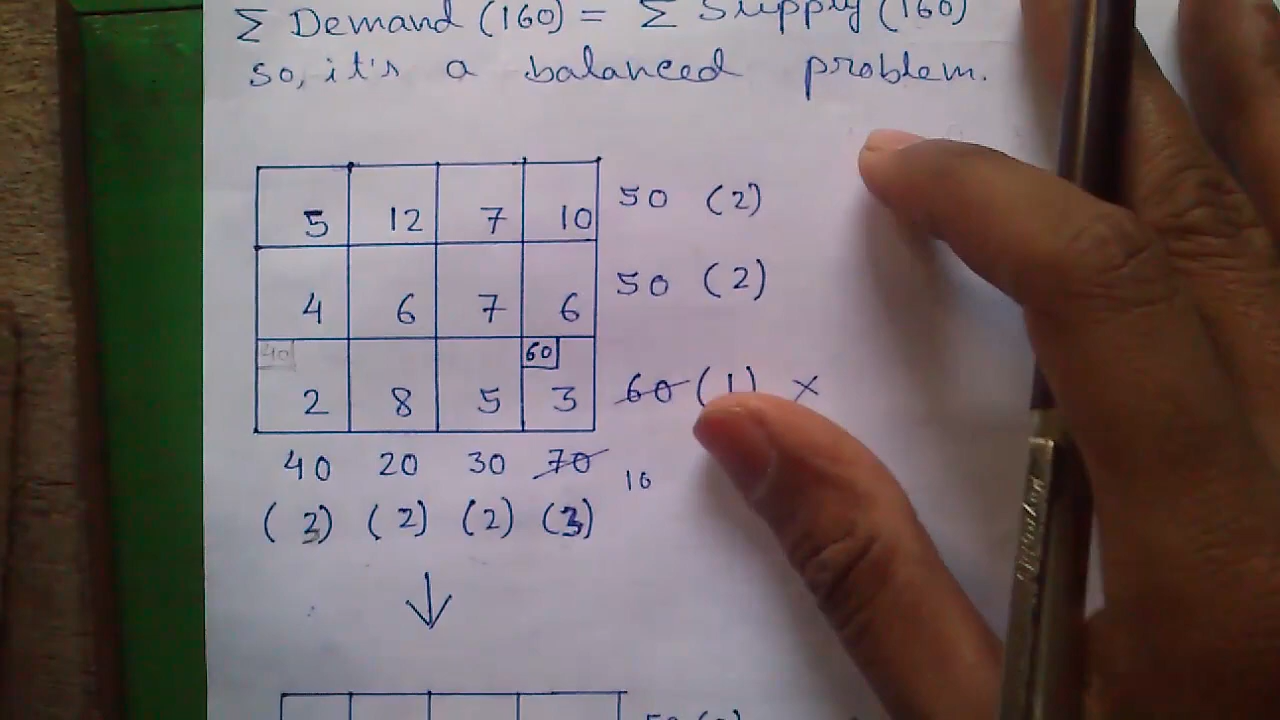 Σ Demand (160) = Σ Supply (160)
so, it's a balanced problem.
5 12 7 10 50 (2)
4 6 7 6 50 (2)
40 60
2 8 5 3 60 (1) ×
40 20 30 70 10
(3) (2) (2) (3)
↓
Reynolds